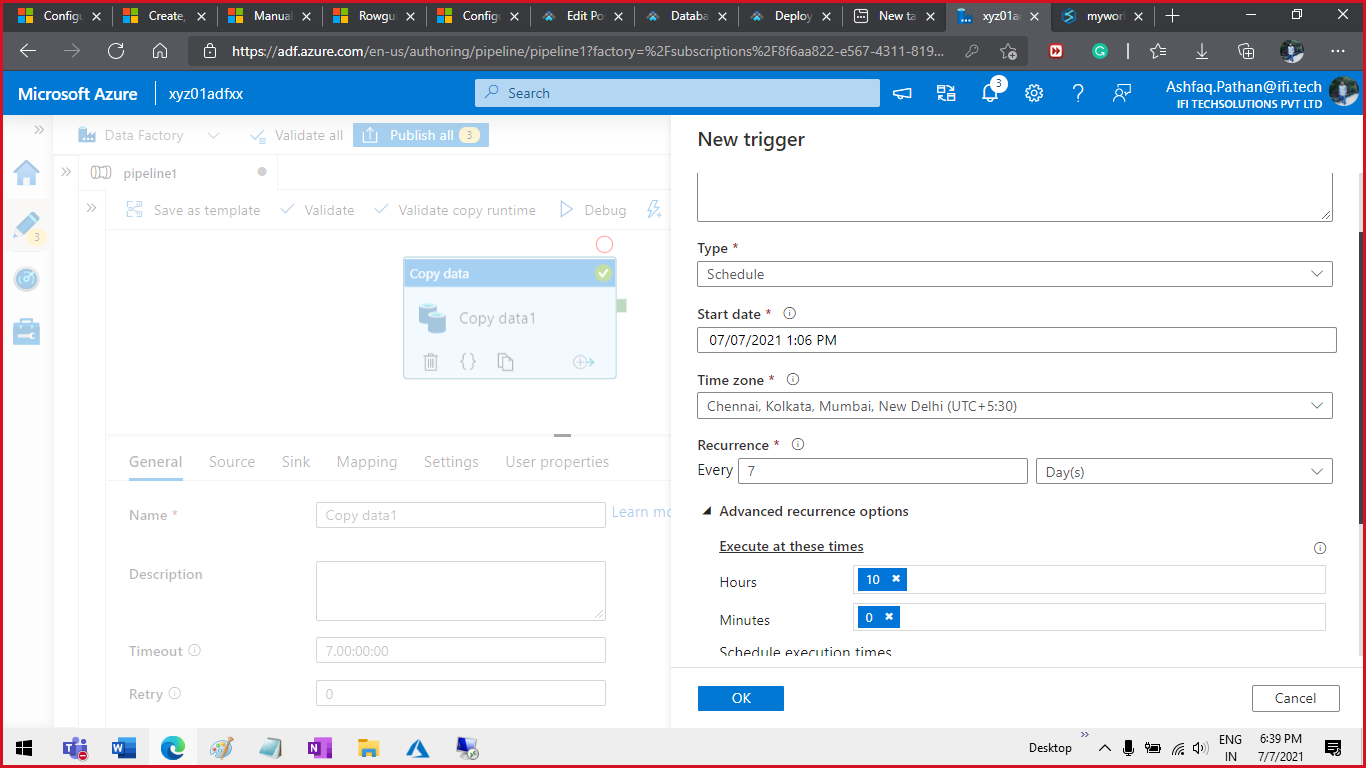 Configu
Create,
Manual
Rowgu
Configu
Edit Po
Databa
Deploy
New ta
xyz01ad
mywor
https://adf.azure.com/en-us/authoring/pipeline/pipeline1?factory=%2Fsubscriptions%2F8f6aa822-e567-4311-819...
Microsoft Azure
xyz01adfxx
Search
3
Ashfaq.Pathan@ifi.tech
IFI TECHSOLUTIONS PVT LTD
Data Factory
Validate all
Publish all 3
pipeline1
3
Save as template
Validate
Validate copy runtime
Debug
Copy data
Copy data1
General
Source
Sink
Mapping
Settings
User properties
Name *
Copy data1
Learn mo
Description
Timeout
7.00:00:00
Retry
0
New trigger
Type *
Schedule
Start date *
07/07/2021 1:06 PM
Time zone *
Chennai, Kolkata, Mumbai, New Delhi (UTC+5:30)
Recurrence *
Every 7 Day(s)
Advanced recurrence options
Execute at these times
Hours
10
Minutes
0
Schedule execution times
OK
Cancel
Desktop
ENG
IN
6:39 PM
7/7/2021